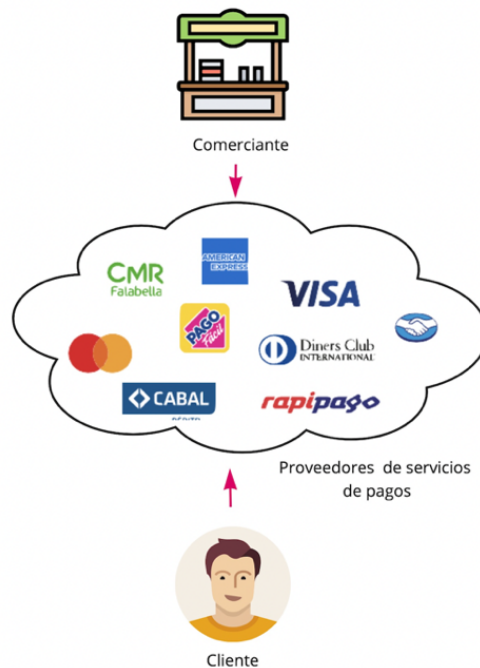 Comerciante
AMERICAN
EXPRESS
CMR
Falabella
VISA
PAGO
fácil
Diners Club
INTERNATIONAL
CABAL
rapipago
Proveedores de servicios
de pagos
Cliente